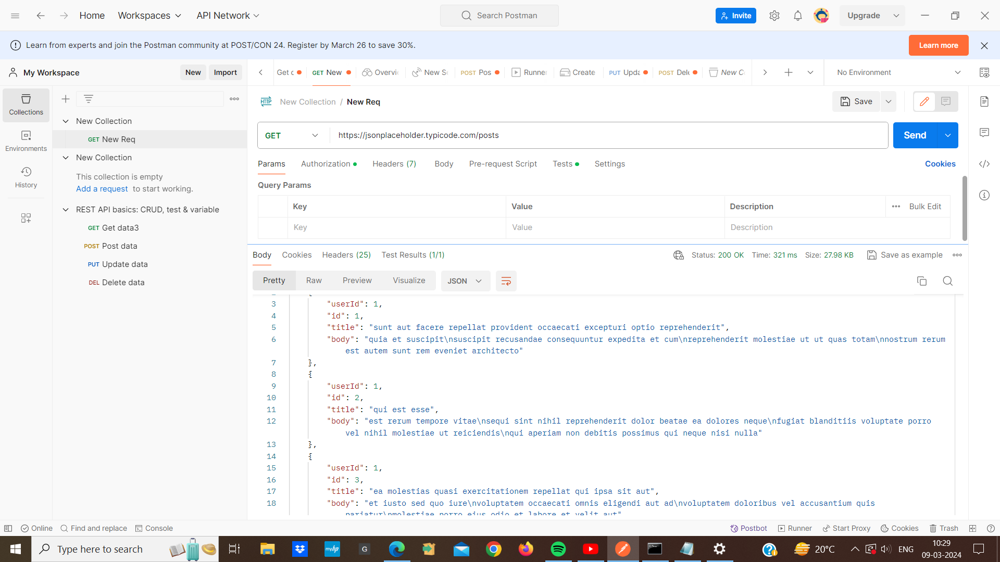 Home Workspaces API Network Search Postman Invite Upgrade
Learn from experts and join the Postman community at POST/CON 24. Register by March 26 to save 30%. Learn more
My Workspace New Import
Get c GET New Overvi New S POST Pos Runner Create PUT Upda POST Dele New C No Environment
Collections
Environments
History
New Collection
GET New Req
New Collection
This collection is empty
Add a request to start working.
REST API basics: CRUD, test & variable
GET Get data3
POST Post data
PUT Update data
DEL Delete data
HTTP New Collection / New Req Save
GET https://jsonplaceholder.typicode.com/posts Send
Params Authorization Headers (7) Body Pre-request Script Tests Settings Cookies
Query Params
Key Value Description Bulk Edit
Key Value Description
Body Cookies Headers (25) Test Results (1/1) Status: 200 OK Time: 321 ms Size: 27.98 KB Save as example
Pretty Raw Preview Visualize JSON
3 "userId": 1,
4 "id": 1,
5 "title": "sunt aut facere repellat provident occaecati excepturi optio reprehenderit",
6 "body": "quia et suscipit\nsuscipit recusandae consequuntur expedita et cum\nreprehenderit molestiae ut ut quas totam\nnostrum rerum
est autem sunt rem eveniet architecto"
7 },
8 {
9 "userId": 1,
10 "id": 2,
11 "title": "qui est esse",
12 "body": "est rerum tempore vitae\nsequi sint nihil reprehenderit dolor beatae ea dolores neque\nfugiat blanditiis voluptate porro
vel nihil molestiae ut reiciendis\nqui aperiam non debitis possimus qui neque nisi nulla"
13 },
14 {
15 "userId": 1,
16 "id": 3,
17 "title": "ea molestias quasi exercitationem repellat qui ipsa sit aut",
18 "body": "et iusto sed quo iure\nvoluptatem occaecati omnis eligendi aut ad\nvoluptatem doloribus vel accusantium quis
pariatur\nmolestiae porro eius odio et labore et velit aut"
Online Find and replace Console Postbot Runner Start Proxy Cookies Trash
Type here to search myhp G 20°C ENG 10:29
09-03-2024